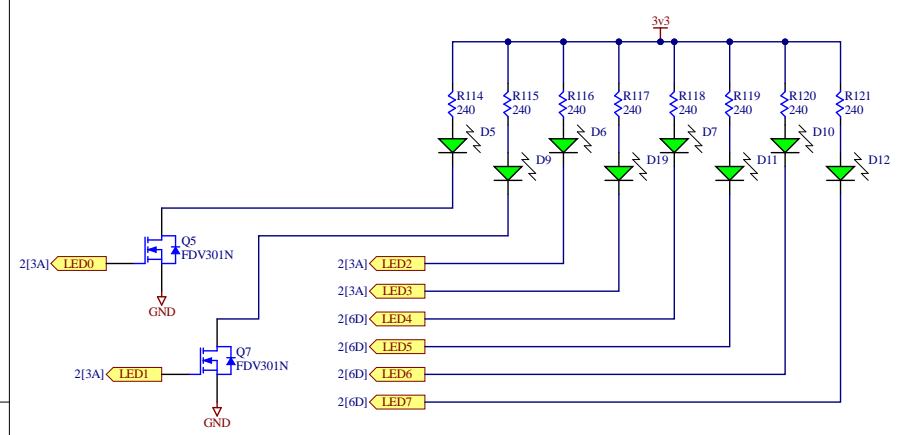 3v3
R114 R115 R116 R117 R118 R119 R120 R121
240 240 240 240 240 240 240 240
D5 D6 D7 D10
D9 D19 D11 D12
Q5
FDV301N
2[3A] LED0
GND
2[3A] LED2
2[3A] LED3
2[6D] LED4
2[6D] LED5
Q7
FDV301N
2[3A] LED1
2[6D] LED6
2[6D] LED7
GND